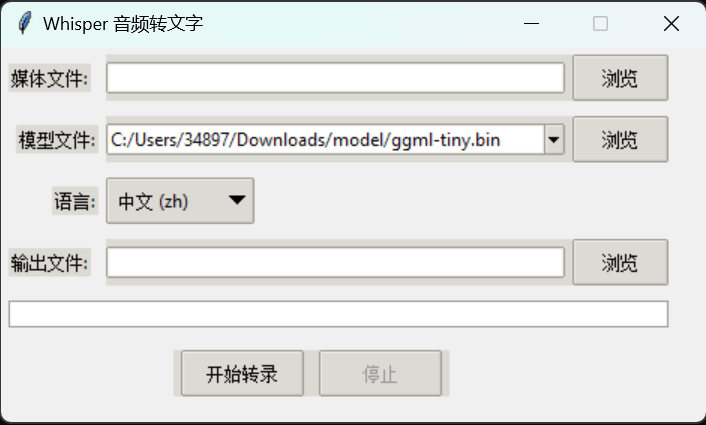 Whisper 音频转文字
媒体文件: 浏览
模型文件: C:/Users/34897/Downloads/model/ggml-tiny.bin 浏览
语言: 中文 (zh)
输出文件: 浏览
开始转录 停止